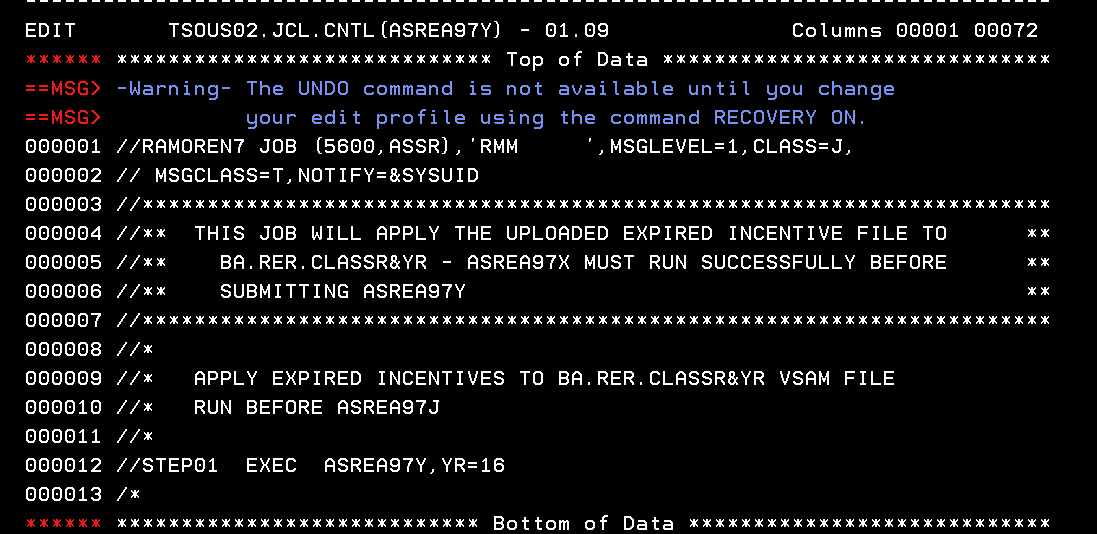 EDIT       TSOUS02.JCL.CNTL(ASREA97Y) - 01.09              Columns 00001 00072
****** ***************************** Top of Data ******************************
==MSG> -Warning- The UNDO command is not available until you change
==MSG>           your edit profile using the command RECOVERY ON.
000001 //RAMOREN7 JOB (5600,ASSR),'RMM     ',MSGLEVEL=1,CLASS=J,
000002 // MSGCLASS=T,NOTIFY=&SYSUID
000003 //**********************************************************************
000004 //**  THIS JOB WILL APPLY THE UPLOADED EXPIRED INCENTIVE FILE TO      **
000005 //**    BA.RER.CLASSR&YR - ASREA97X MUST RUN SUCCESSFULLY BEFORE      **
000006 //**    SUBMITTING ASREA97Y                                           **
000007 //**********************************************************************
000008 //*
000009 //*   APPLY EXPIRED INCENTIVES TO BA.RER.CLASSR&YR VSAM FILE
000010 //*   RUN BEFORE ASREA97J
000011 //*
000012 //STEP01  EXEC  ASREA97Y,YR=16
000013 /*
****** **************************** Bottom of Data ****************************